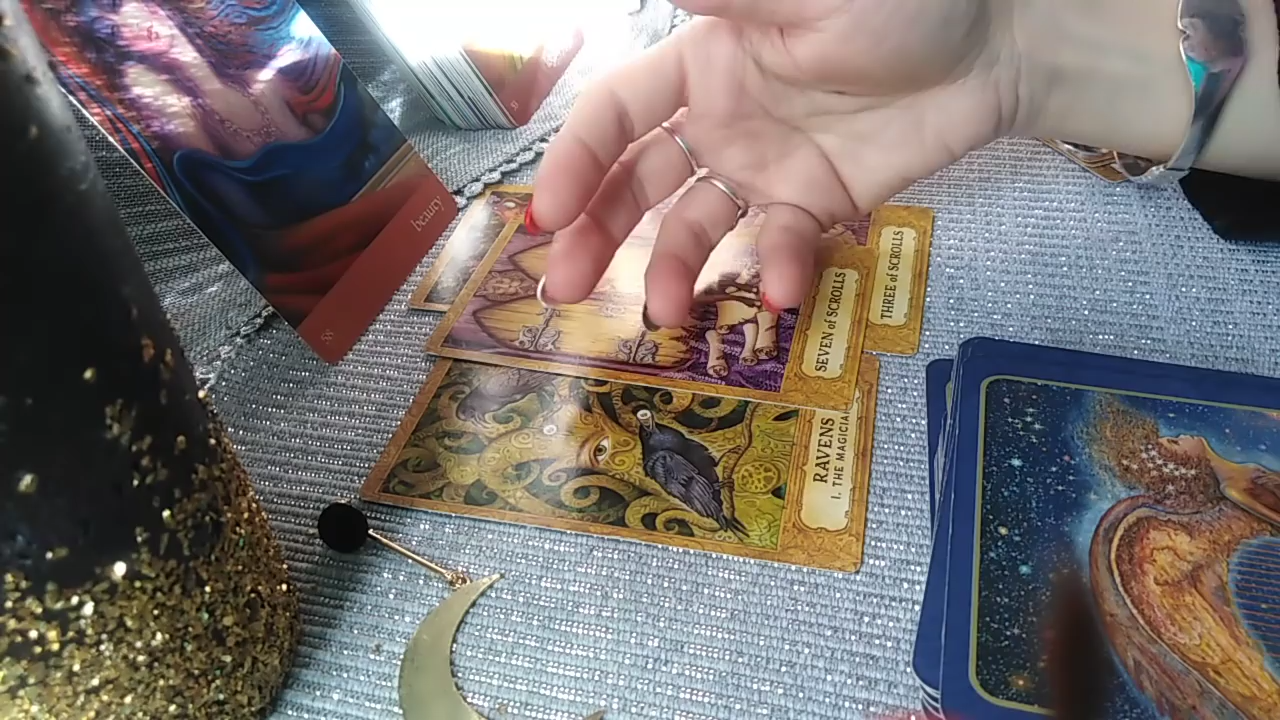 beauty
THREE of SCROLLS
SEVEN of SCROLLS
RAVENS
I. THE MAGICIAN